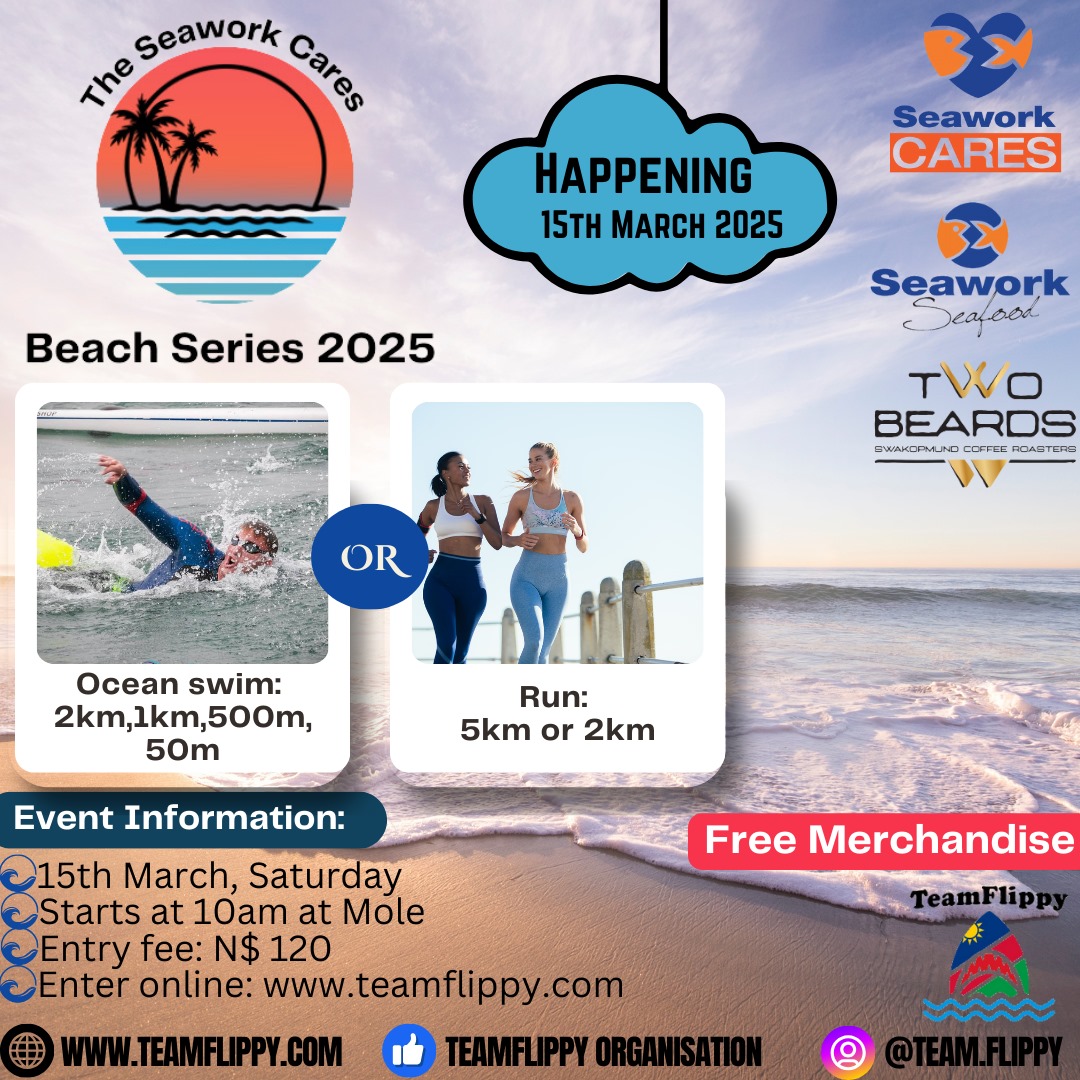 The Seawork Cares
Beach Series 2025
HAPPENING
15TH MARCH 2025
Seawork
CARES
Seawork
Seafood
TWO
BEARDS
SWAKOPMUND COFFEE ROASTERS
OR
Ocean swim:
2km,1km,500m,
50m
Run:
5km or 2km
Event Information:
15th March, Saturday
Starts at 10am at Mole
Entry fee: N$ 120
Enter online: www.teamflippy.com
Free Merchandise
TeamFlippy
WWW.TEAMFLIPPY.COM
TEAMFLIPPY ORGANISATION
@TEAM.FLIPPY